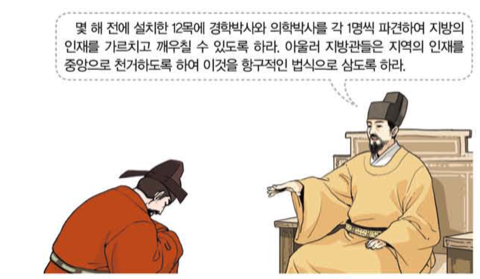 몇 해 전에 설치한 12목에 경학박사와 의학박사를 각 1명씩 파견하여 지방의
인재를 가르치고 깨우칠 수 있도록 하라. 아울러 지방관들은 지역의 인재를
중앙으로 천거하도록 하여 이것을 항구적인 법식으로 삼도록 하라.